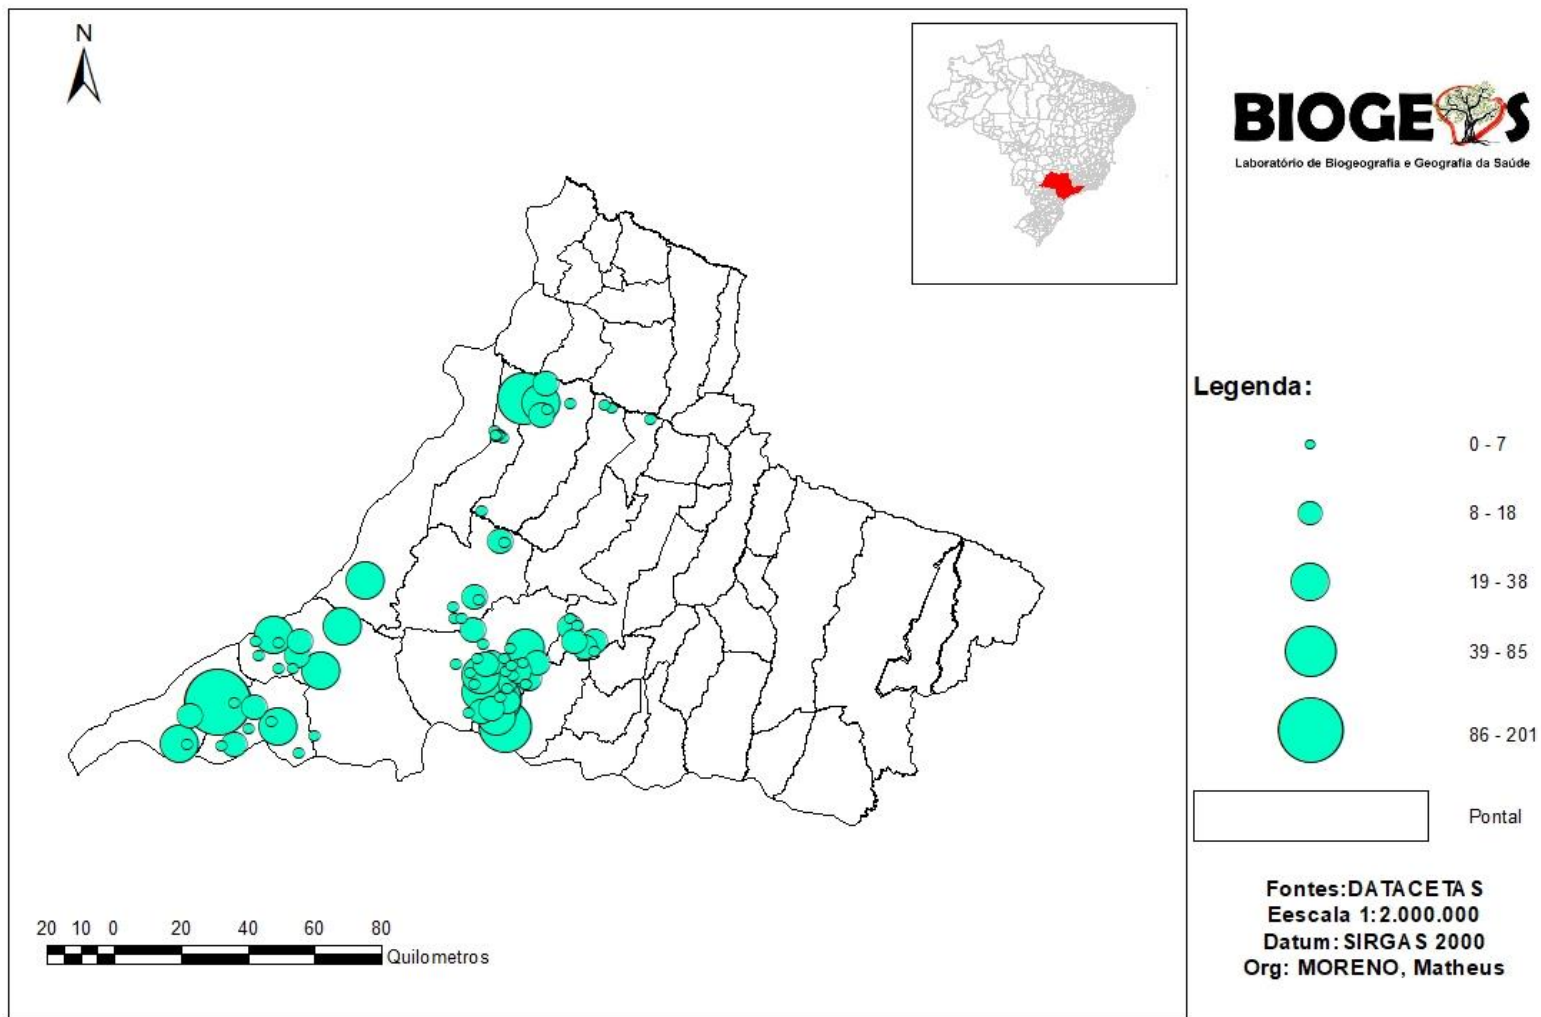 N
BIOGEOS
Laboratório de Biogeografia e Geografia da Saúde
Legenda:
0 - 7
8 - 18
19 - 38
39 - 85
86 - 201
Pontal
Fontes:DATACETAS
Eescala 1:2.000.000
Datum: SIRGAS 2000
Org: MORENO, Matheus
20 10 0 20 40 60 80
Quilometros